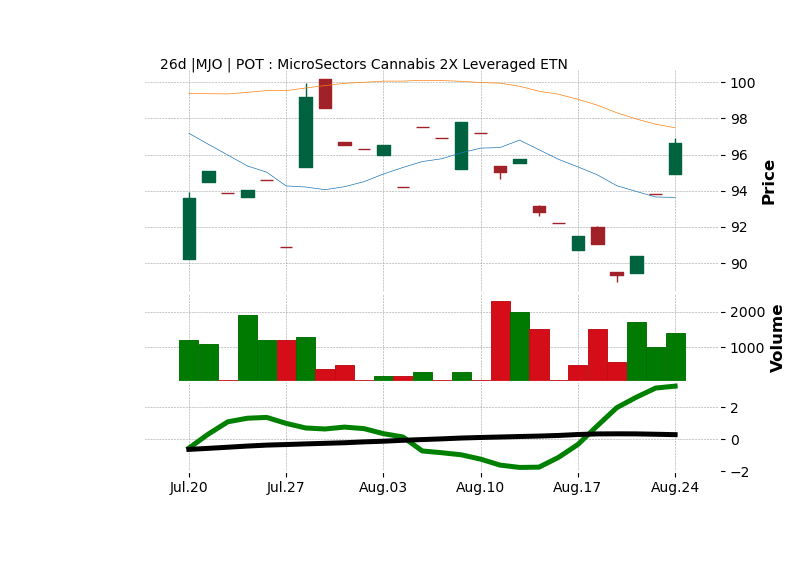 26d |MJO | POT : MicroSectors Cannabis 2X Leveraged ETN
100
98
96
94
92
90
Price
2000
1000
Volume
2
0
−2
Jul.20 Jul.27 Aug.03 Aug.10 Aug.17 Aug.24